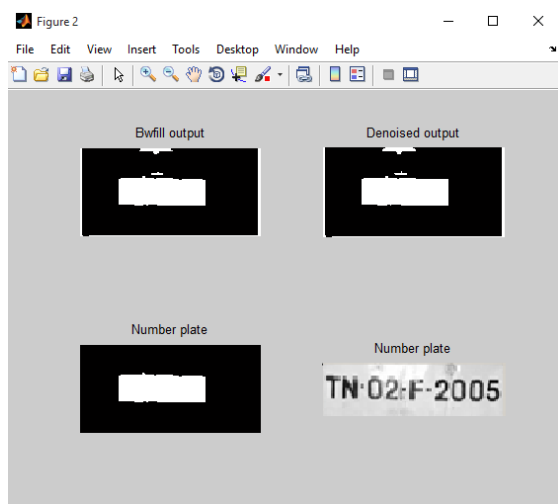 Figure 2
File Edit View Insert Tools Desktop Window Help
Bwfill output
Denoised output
Number plate
Number plate
TN·02:F-2005